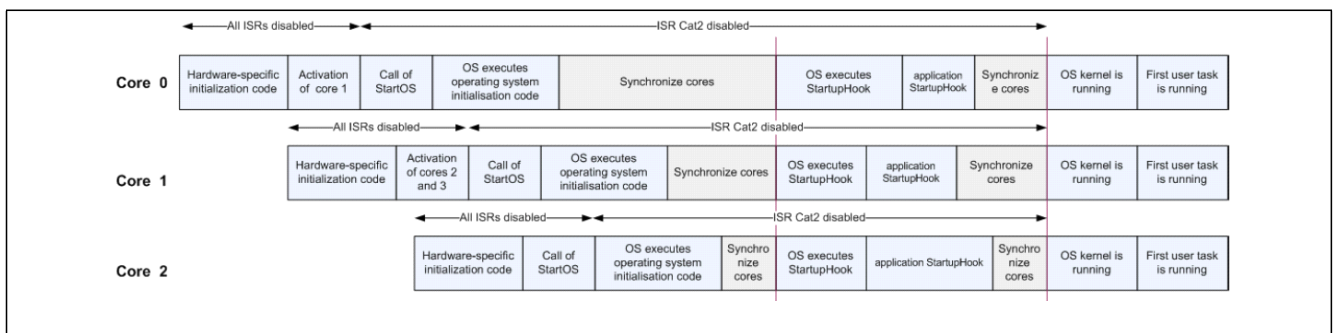 All ISRs disabled ISR Cat2 disabled
Core 0
Hardware-specific
initialization code
Activation
of core 1
Call of
StartOS
OS executes
operating system
initialisation code
Synchronize cores
OS executes
StartupHook
application
StartupHook
Synchroniz
e cores
OS kernel is
running
First user task
is running
All ISRs disabled ISR Cat2 disabled
Core 1
Hardware-specific
initialization code
Activation
of cores 2
and 3
Call of
StartOS
OS executes
operating system
initialisation code
Synchronize cores
OS executes
StartupHook
application
StartupHook
Synchronize
cores
OS kernel is
running
First user task
is running
All ISRs disabled ISR Cat2 disabled
Core 2
Hardware-specific
initialization code
Call of
StartOS
OS executes
operating system
initialisation code
Synchro
nize
cores
OS executes
StartupHook
application StartupHook
Synchro
nize
cores
OS kernel is
running
First user task
is running